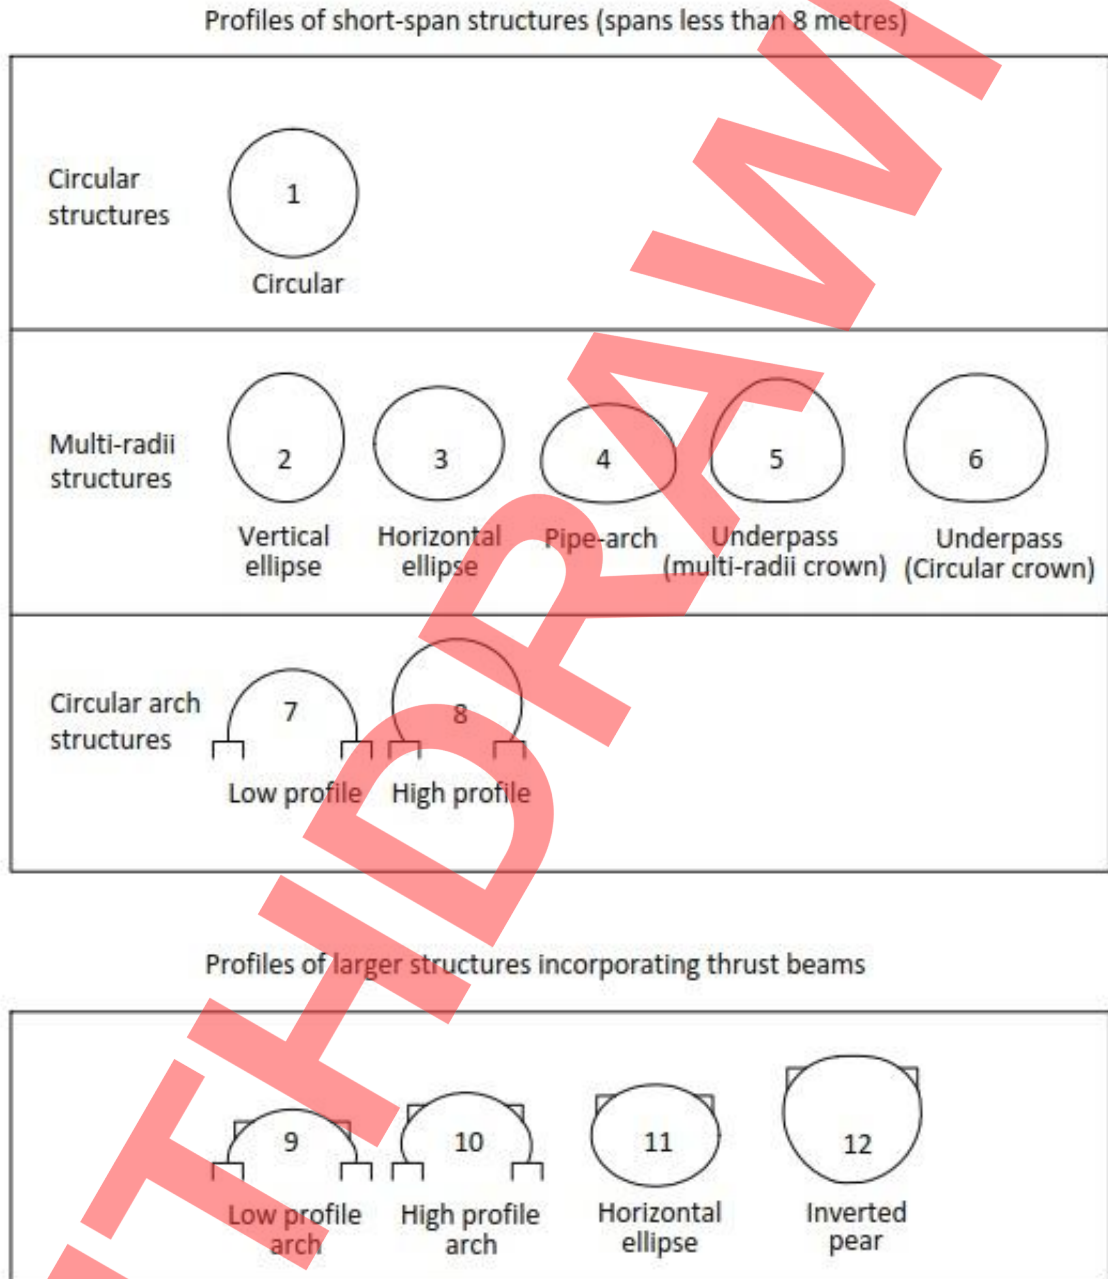 Profiles of short-span structures (spans less than 8 metres)
Circular
structures
1
Circular
Multi-radii
structures
2
3
4
5
6
Vertical
ellipse
Horizontal
ellipse
Pipe-arch
Underpass
(multi-radii crown)
Underpass
(Circular crown)
Circular arch
structures
7
8
Low profile
High profile
Profiles of larger structures incorporating thrust beams
9
10
11
12
Low profile
arch
High profile
arch
Horizontal
ellipse
Inverted
pear
ITHDRAWN